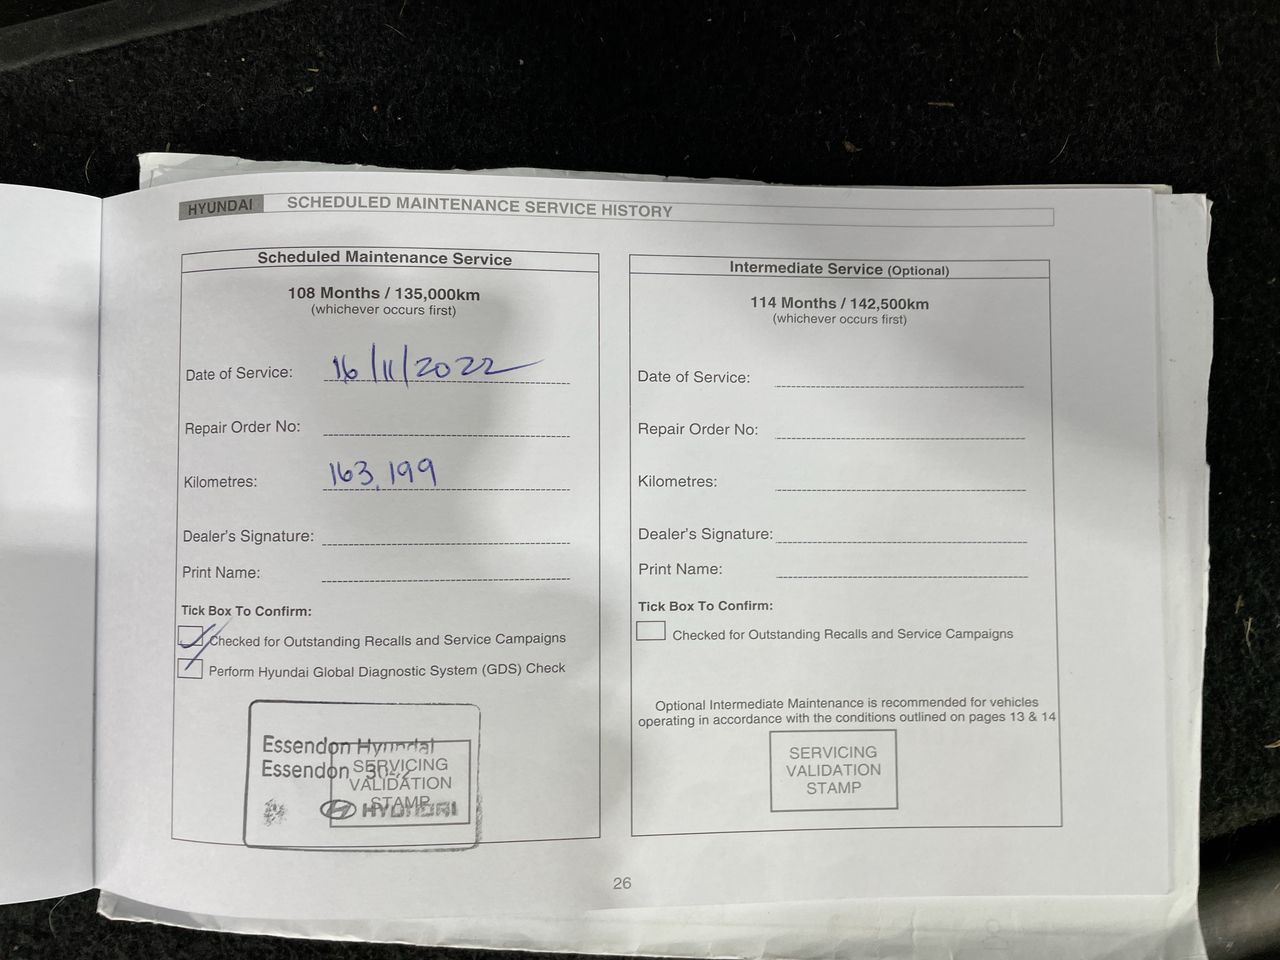 HYUNDAI SCHEDULED MAINTENANCE SERVICE HISTORY
Scheduled Maintenance Service
108 Months / 135,000km
(whichever occurs first)
Date of Service: 16/11/2022
Repair Order No:
Kilometres: 163,199
Dealer's Signature:
Print Name:
Tick Box To Confirm:
Checked for Outstanding Recalls and Service Campaigns
Perform Hyundai Global Diagnostic System (GDS) Check
Essendon Hyundai
Essendon
SERVICING
VALIDATION
STAMP
HYUNDAI
Intermediate Service (Optional)
114 Months / 142,500km
(whichever occurs first)
Date of Service:
Repair Order No:
Kilometres:
Dealer's Signature:
Print Name:
Tick Box To Confirm:
Checked for Outstanding Recalls and Service Campaigns
Optional Intermediate Maintenance is recommended for vehicles
operating in accordance with the conditions outlined on pages 13 & 14
SERVICING
VALIDATION
STAMP
26